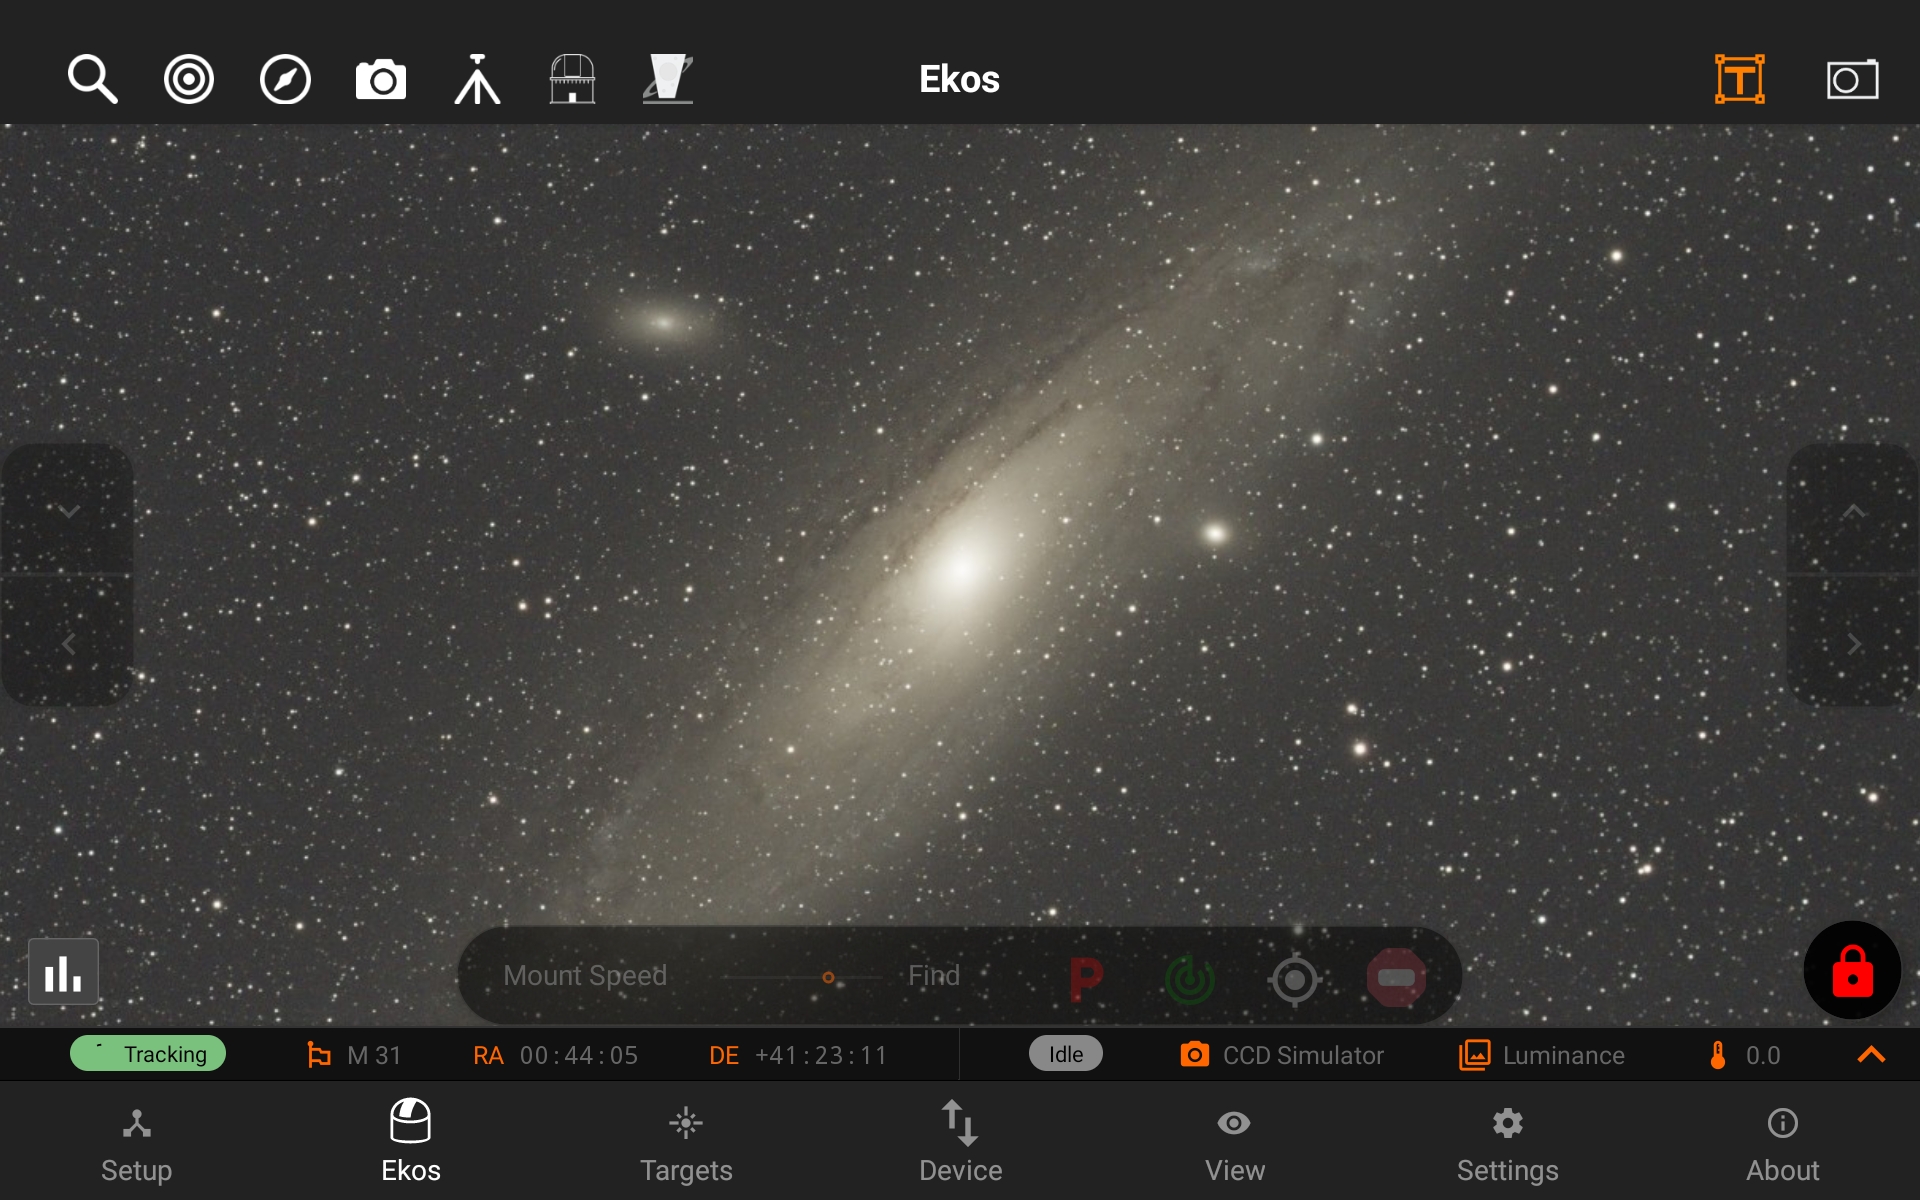 Ekos
Mount Speed
Find
Tracking
M 31
RA 00:44:05
DE +41:23:11
Idle
CCD Simulator
Luminance
0.0
Setup
Ekos
Targets
Device
View
Settings
About